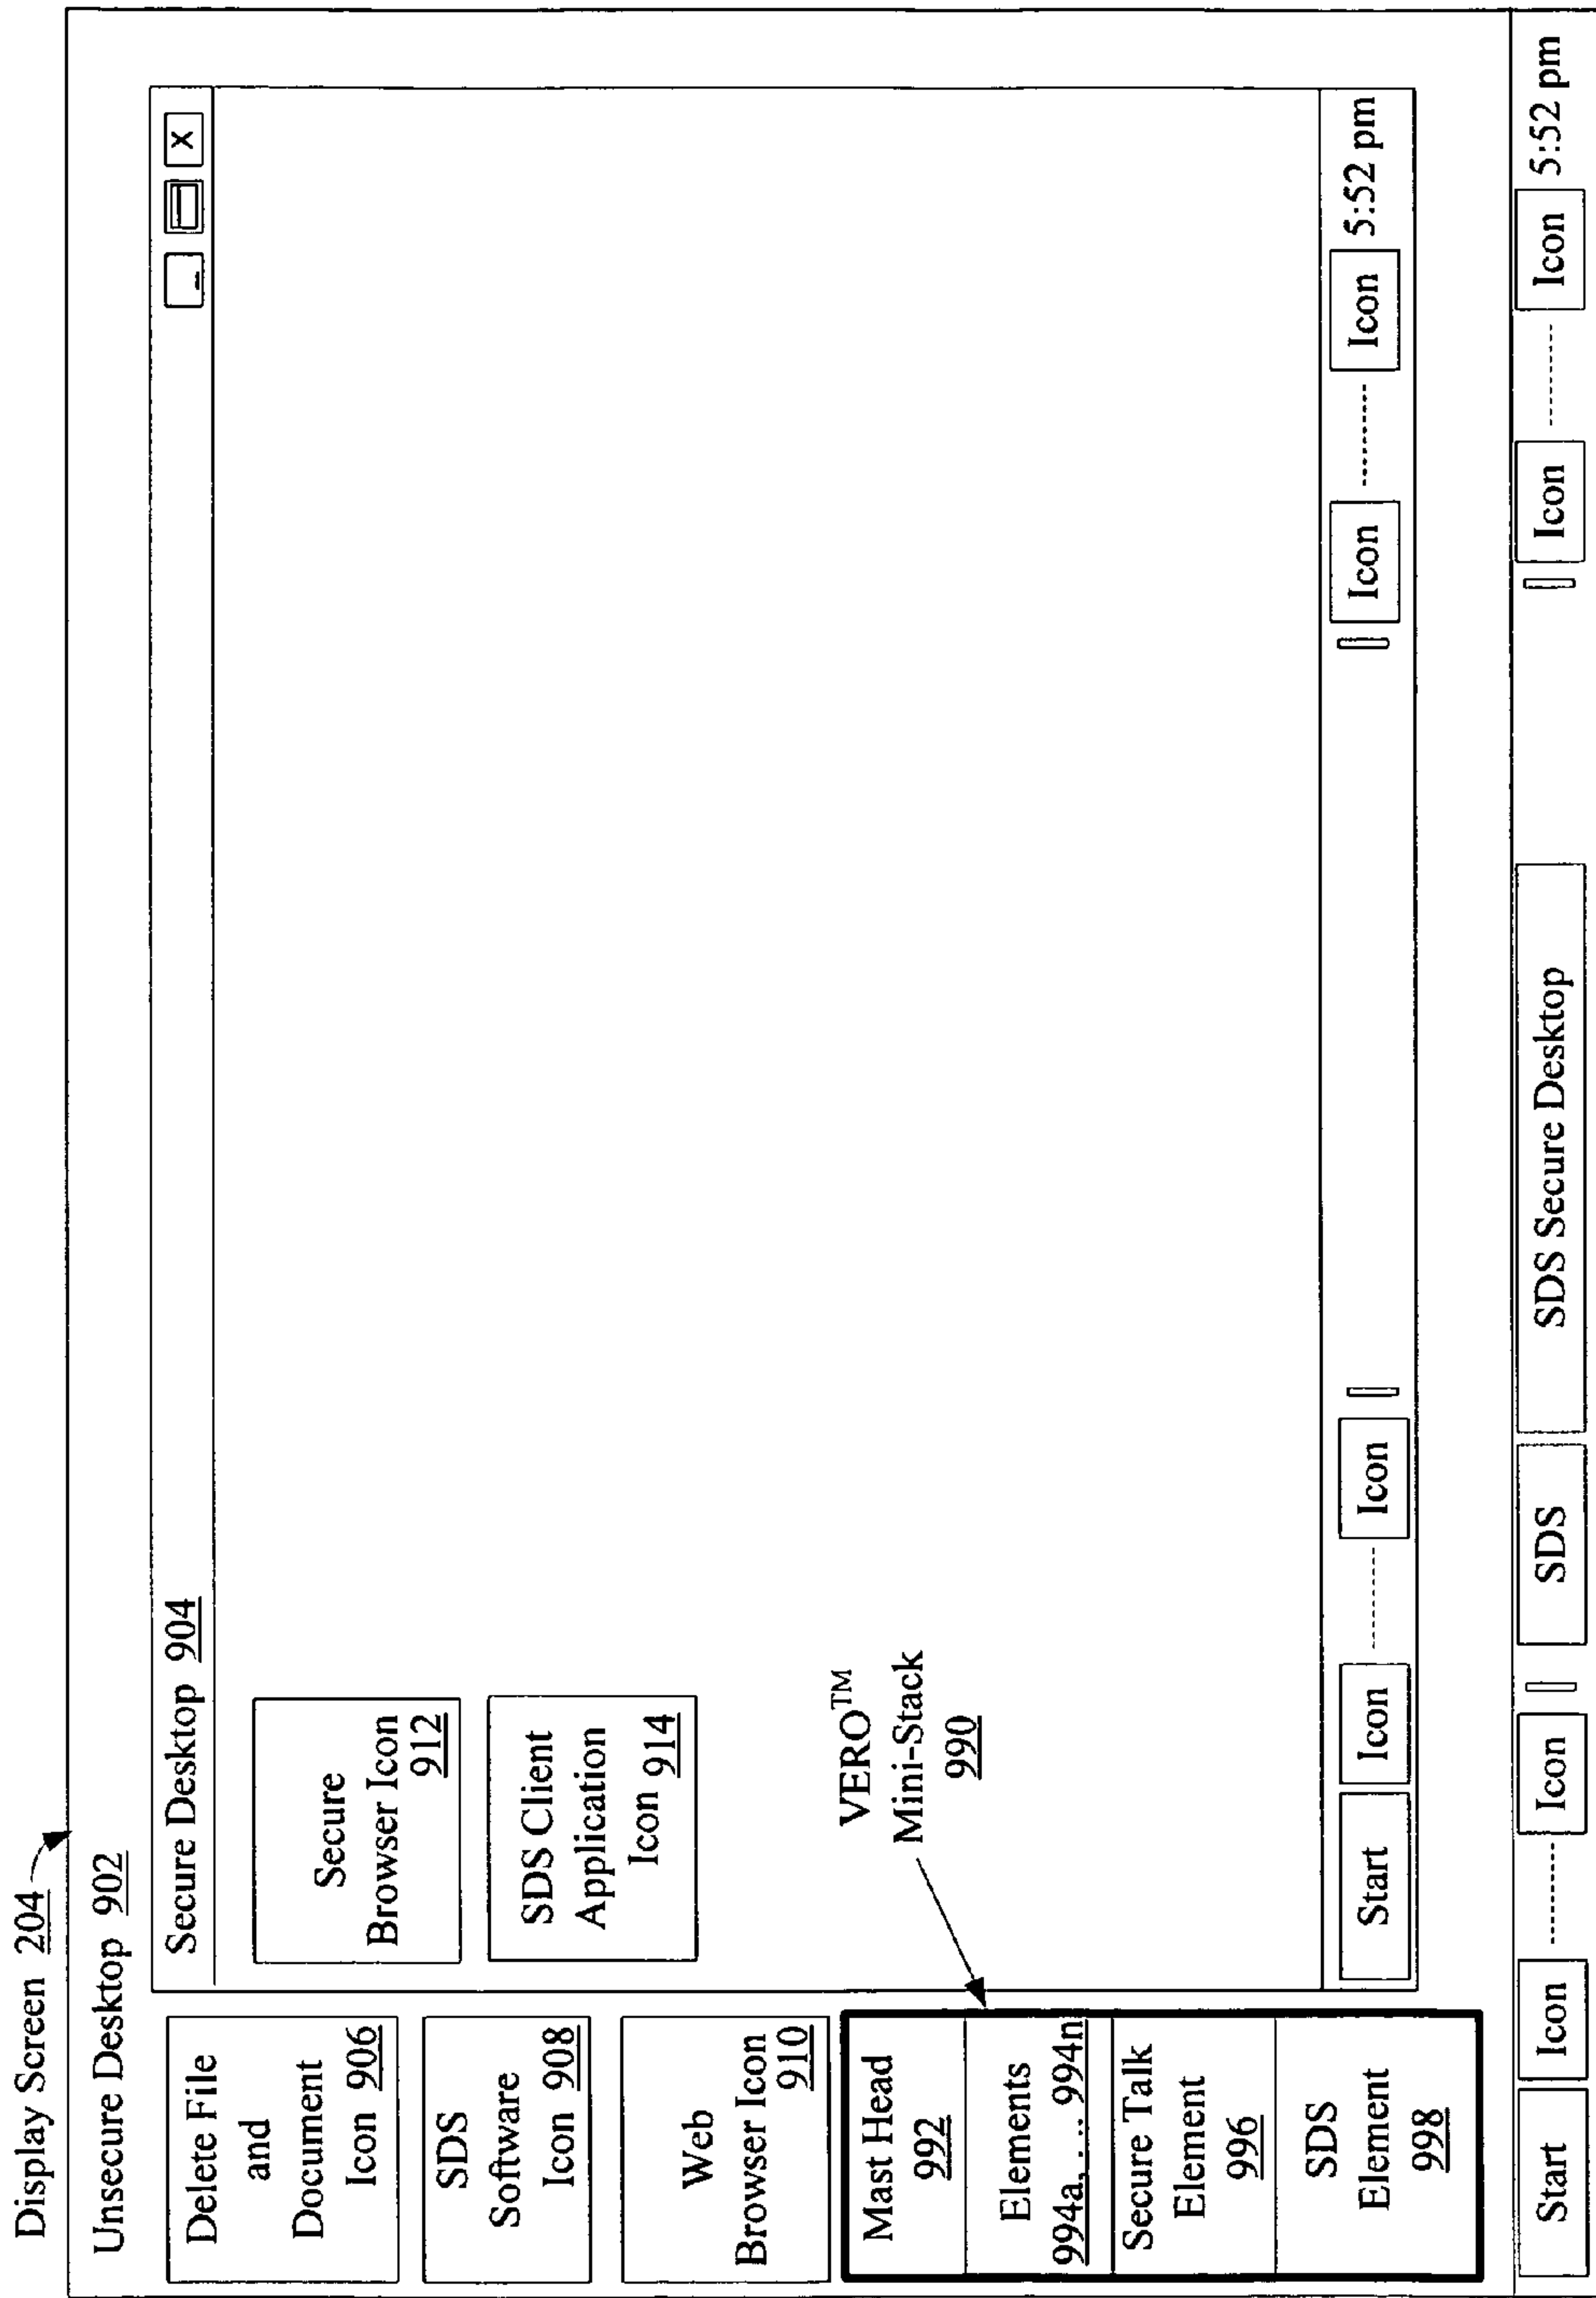 Display Screen 204
Unsecure Desktop 902
Delete File
and
Document
Icon 906
SDS
Software
Icon 908
Web
Browser Icon
910
Mast Head
992
Elements
994a, ... 994n
Secure Talk
Element
996
SDS
Element
998
Secure Desktop 904
_
X
Secure
Browser Icon
912
SDS Client
Application
Icon 914
VERO™
Mini-Stack
990
Start Icon Icon Icon Icon 5:52 pm
Start Icon Icon SDS SDS Secure Desktop Icon Icon 5:52 pm